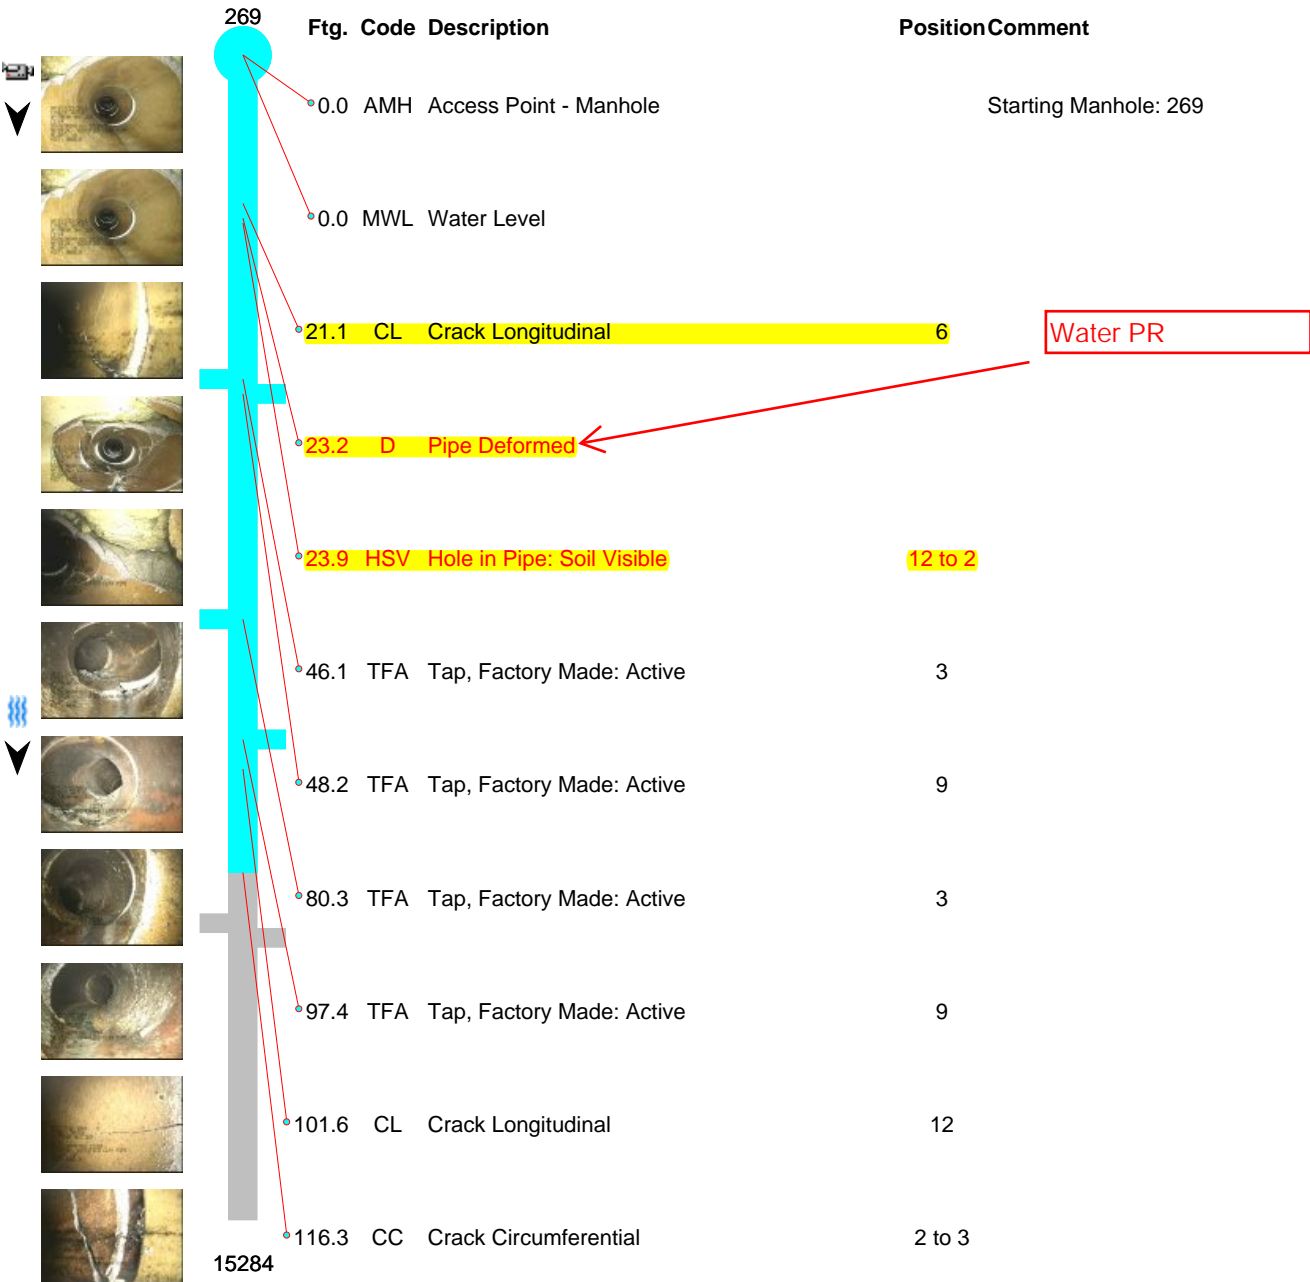 269
Ftg. Code Description Position Comment
0.0 AMH Access Point - Manhole Starting Manhole: 269
0.0 MWL Water Level
21.1 CL Crack Longitudinal 6 Water PR
23.2 D Pipe Deformed
23.9 HSV Hole in Pipe: Soil Visible 12 to 2
46.1 TFA Tap, Factory Made: Active 3
48.2 TFA Tap, Factory Made: Active 9
80.3 TFA Tap, Factory Made: Active 3
97.4 TFA Tap, Factory Made: Active 9
101.6 CL Crack Longitudinal 12
116.3 CC Crack Circumferential 2 to 3
15284